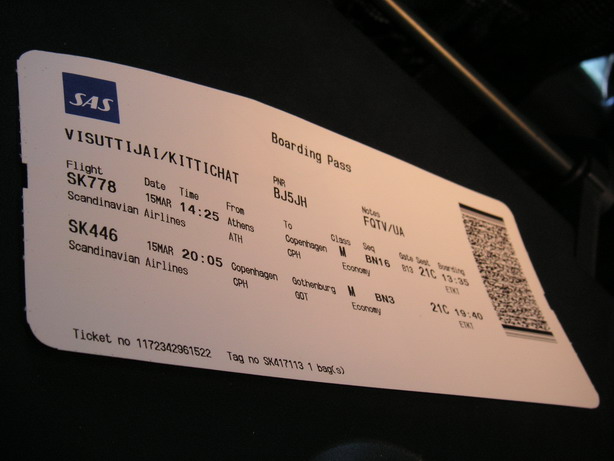 SAS
Boarding Pass
VISUTTIJAI/KITTICHAT
PNR
BJ5JH
Notes
FQTV/UA
Flight Date Time From To Class Seq Gate Seat Boarding
SK778 15MAR 14:25 Athens Copenhagen M BN16 B13 21C 13:35
Scandinavian Airlines ATH CPH Economy ETKT
SK446 15MAR 20:05 Copenhagen Gothenburg M BN3 21C 19:40
Scandinavian Airlines CPH GOT Economy ETKT
Ticket no 1172342961522 Tag no SK417113 1 bag(s)